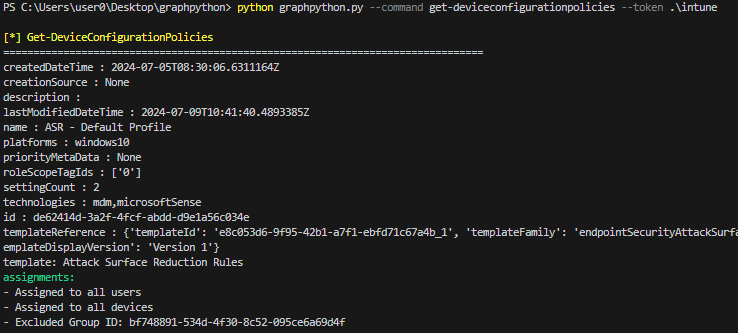 PS C:\Users\user0\Desktop\graphpython> python graphpython.py --command get-deviceconfigurationpolicies --token .\intune
[*] Get-DeviceConfigurationPolicies
================================================================================
createdDateTime : 2024-07-05T08:30:06.6311164Z
creationSource : None
description :
lastModifiedDateTime : 2024-07-09T10:41:40.4893385Z
name : ASR - Default Profile
platforms : windows10
priorityMetaData : None
roleScopeTagIds : ['0']
settingCount : 2
technologies : mdm,microsoftSense
id : de62414d-3a2f-4fcf-abdd-d9e1a56c034e
templateReference : {'templateId': 'e8c053d6-9f95-42b1-a7f1-ebfd71c67a4b_1', 'templateFamily': 'endpointSecurityAttackSurfa
emplateDisplayVersion': 'Version 1'}
template: Attack Surface Reduction Rules
assignments:
- Assigned to all users
- Assigned to all devices
- Excluded Group ID: bf748891-534d-4f30-8c52-095ce6a69d4f